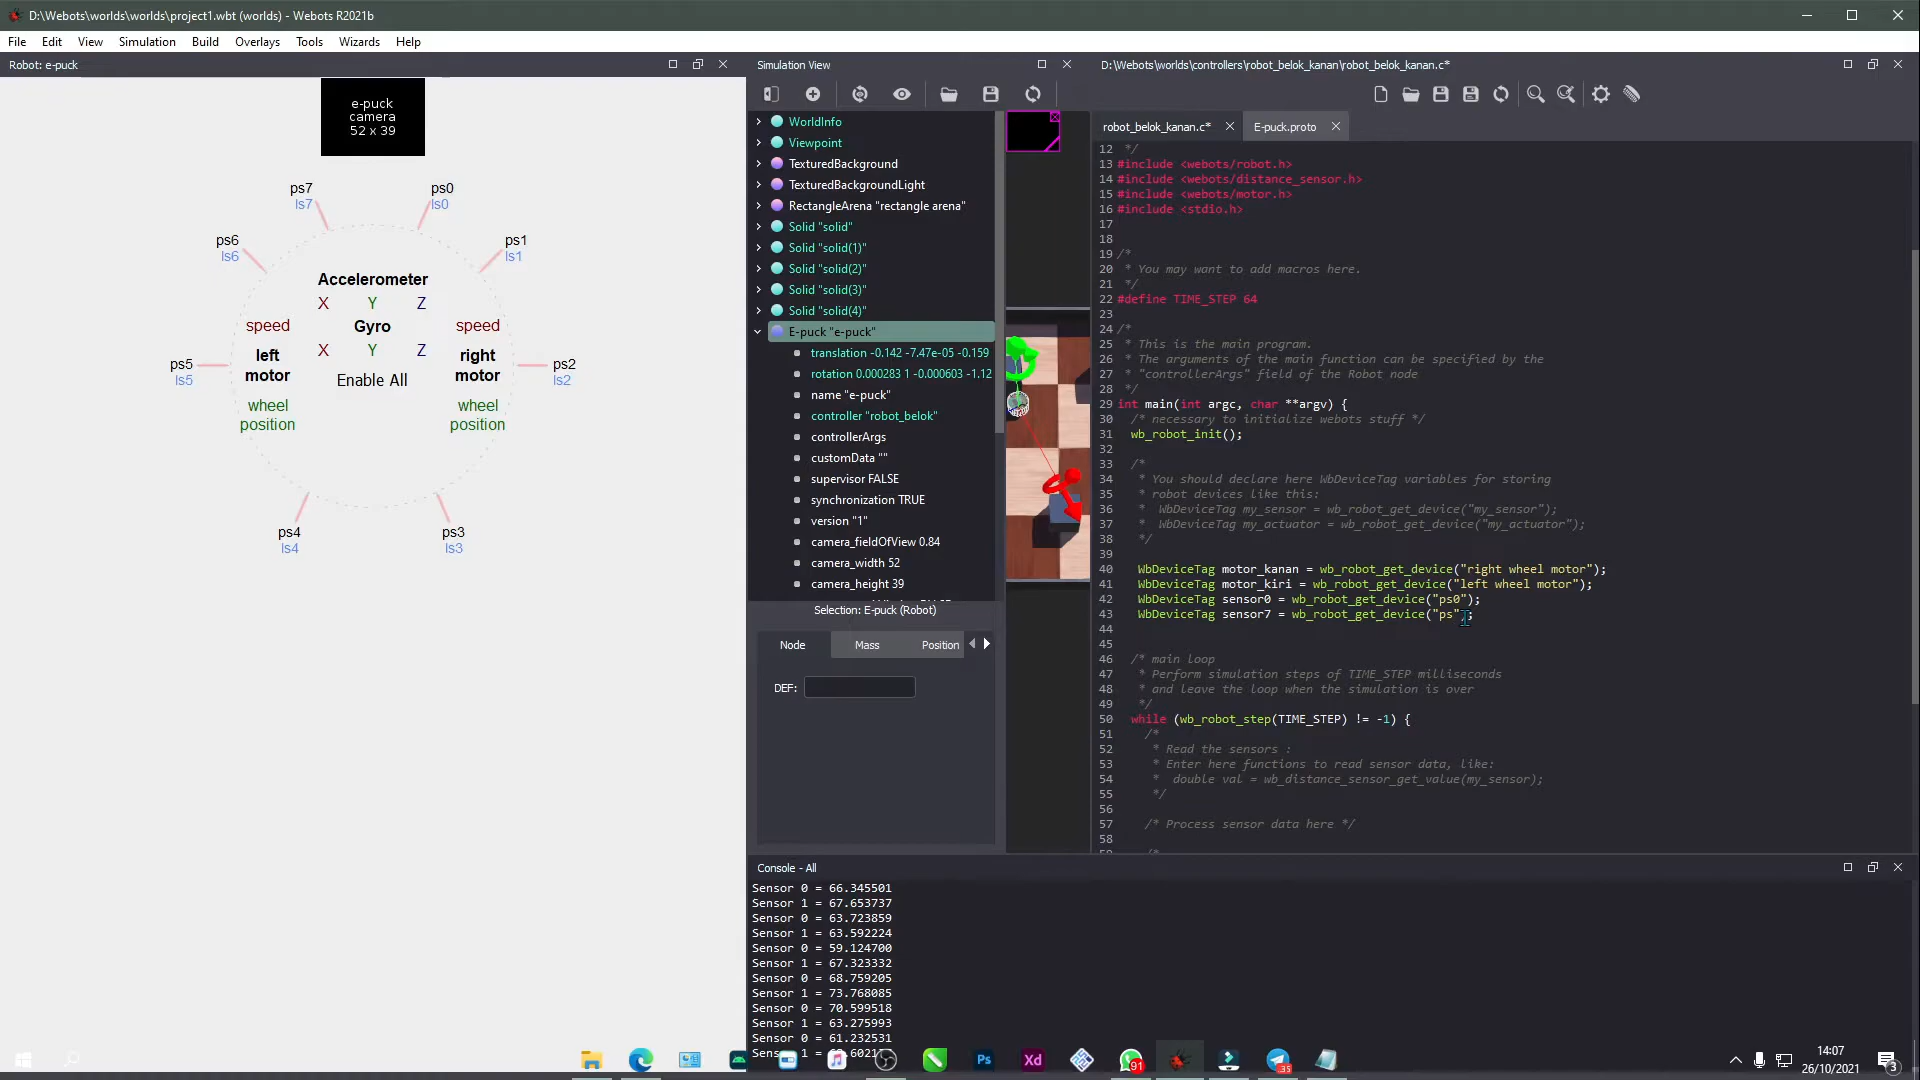 D:\Webots\worlds\worlds\project1.wbt (worlds) - Webots R2021b
File Edit View Simulation Build Overlays Tools Wizards Help
Robot: e-puck
e-puck
camera
52 x 39
ps7
ls7
ps0
ls0
ps6
ls6
ps1
ls1
Accelerometer
X Y Z
speed
Gyro
speed
left
motor
X Y Z
right
motor
ps5
ls5
ps2
ls2
Enable All
wheel
position
wheel
position
ps4
ls4
ps3
ls3
Simulation View
WorldInfo
Viewpoint
TexturedBackground
TexturedBackgroundLight
RectangleArena "rectangle arena"
Solid "solid"
Solid "solid(1)"
Solid "solid(2)"
Solid "solid(3)"
Solid "solid(4)"
E-puck "e-puck"
translation -0.142 -7.47e-05 -0.159
rotation 0.000283 1 -0.000603 -1.12
name "e-puck"
controller "robot_belok"
controllerArgs
customData ""
supervisor FALSE
synchronization TRUE
version "1"
camera_fieldOfView 0.84
camera_width 52
camera_height 39
Selection: E-puck (Robot)
Node Mass Position
DEF:
D:\Webots\worlds\controllers\robot_belok_kanan\robot_belok_kanan.c*
robot_belok_kanan.c* E-puck.proto
12 */
13 #include <webots/robot.h>
14 #include <webots/distance_sensor.h>
15 #include <webots/motor.h>
16 #include <stdio.h>
17
18
19 /*
20 * You may want to add macros here.
21 */
22 #define TIME_STEP 64
23
24 /*
25 * This is the main program.
26 * The arguments of the main function can be specified by the
27 * "controllerArgs" field of the Robot node
28 */
29 int main(int argc, char **argv) {
30 /* necessary to initialize webots stuff */
31 wb_robot_init();
32
33 /*
34 * You should declare here WbDeviceTag variables for storing
35 * robot devices like this:
36 * WbDeviceTag my_sensor = wb_robot_get_device("my_sensor");
37 * WbDeviceTag my_actuator = wb_robot_get_device("my_actuator");
38 */
39
40 WbDeviceTag motor_kanan = wb_robot_get_device("right wheel motor");
41 WbDeviceTag motor_kiri = wb_robot_get_device("left wheel motor");
42 WbDeviceTag sensor0 = wb_robot_get_device("ps0");
43 WbDeviceTag sensor7 = wb_robot_get_device("ps");
44
45
46 /* main loop
47 * Perform simulation steps of TIME_STEP milliseconds
48 * and leave the loop when the simulation is over
49 */
50 while (wb_robot_step(TIME_STEP) != -1) {
51 /*
52 * Read the sensors :
53 * Enter here functions to read sensor data, like:
54 * double val = wb_distance_sensor_get_value(my_sensor);
55 */
56
57 /* Process sensor data here */
58
Console - All
Sensor 0 = 66.345501
Sensor 1 = 67.653737
Sensor 0 = 63.723859
Sensor 1 = 63.592224
Sensor 0 = 59.124700
Sensor 1 = 67.323332
Sensor 0 = 68.759205
Sensor 1 = 73.768085
Sensor 0 = 70.599518
Sensor 1 = 63.275993
Sensor 0 = 61.232531
Ps Xd 91 35
14:07
26/10/2021
3